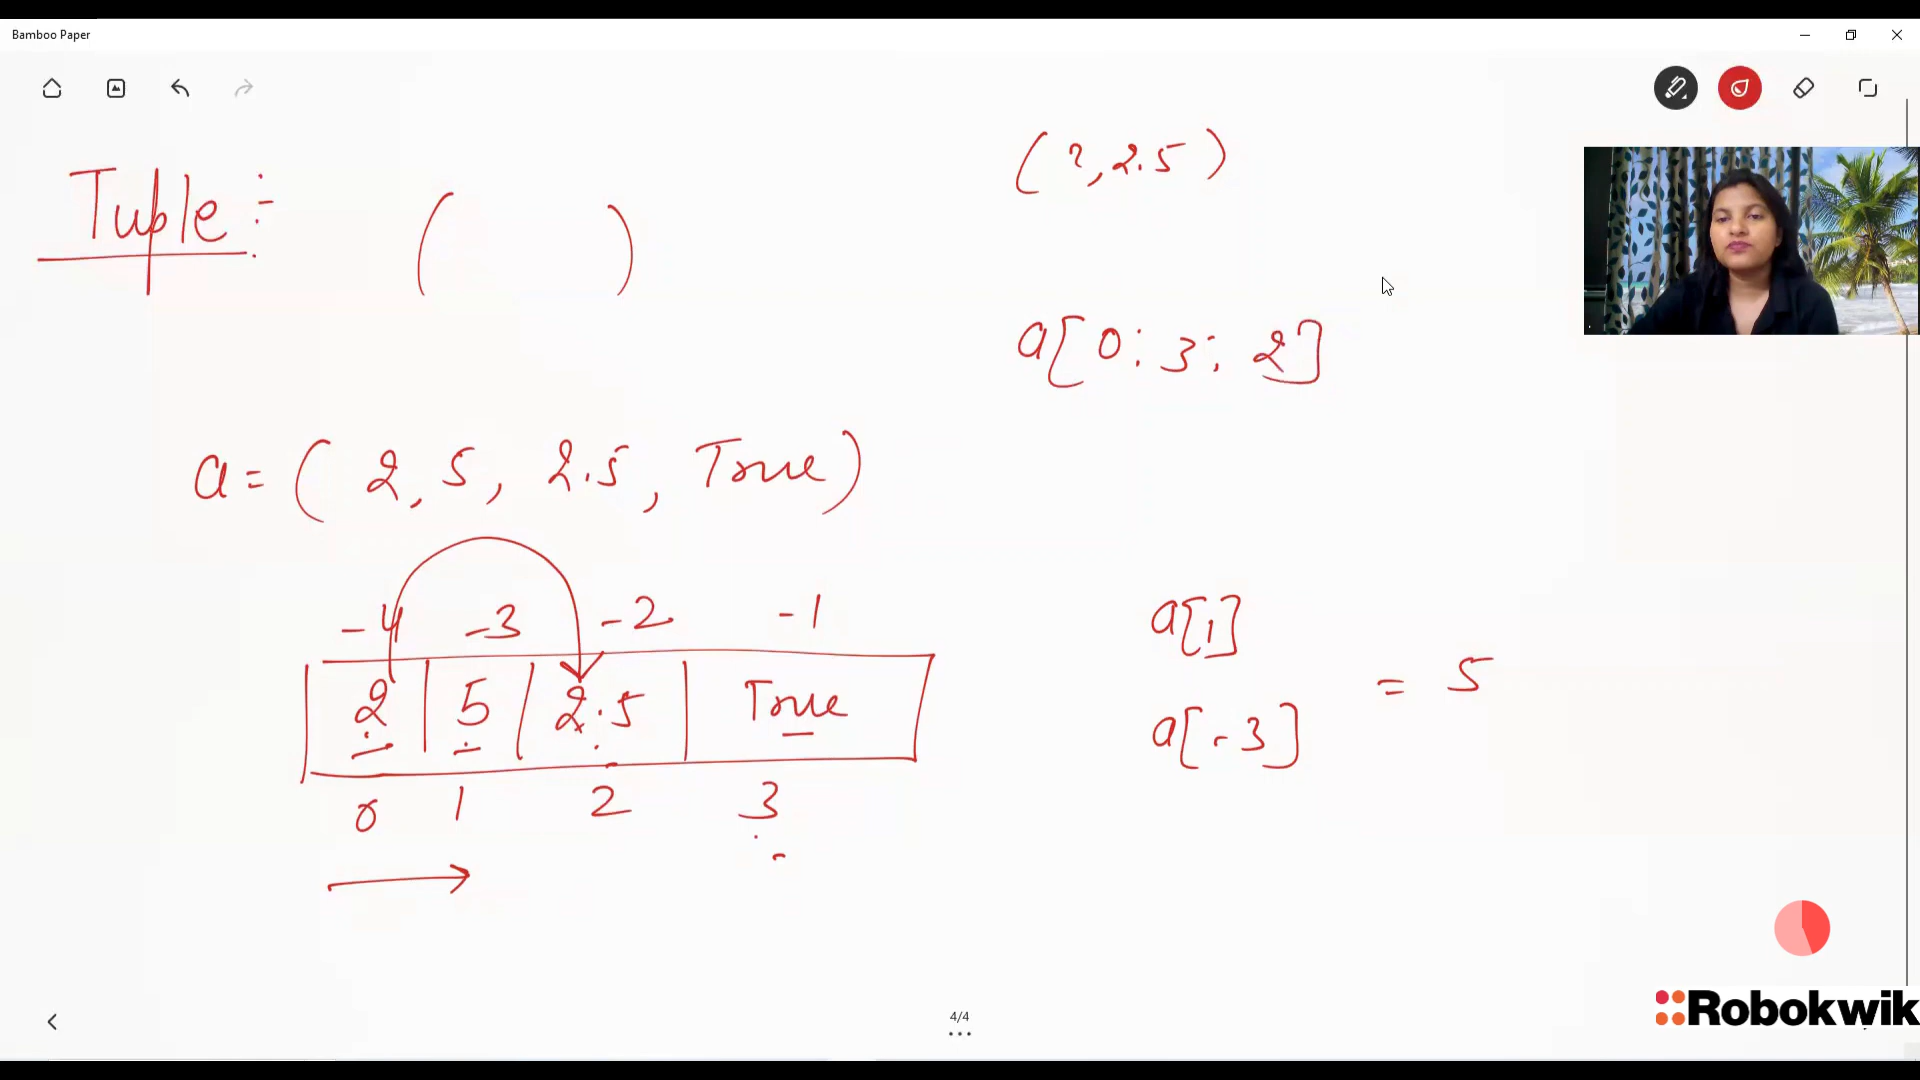 Bamboo Paper
Tuple :-
( )
( 2, 2.5 )
a[ 0 : 3 : 2 ]
a = ( 2, 5, 2.5, True )
-4 -3 -2 -1
2 5 2.5 True
0 1 2 3
a[1]
a[-3]
= 5
4/4
Robokwik